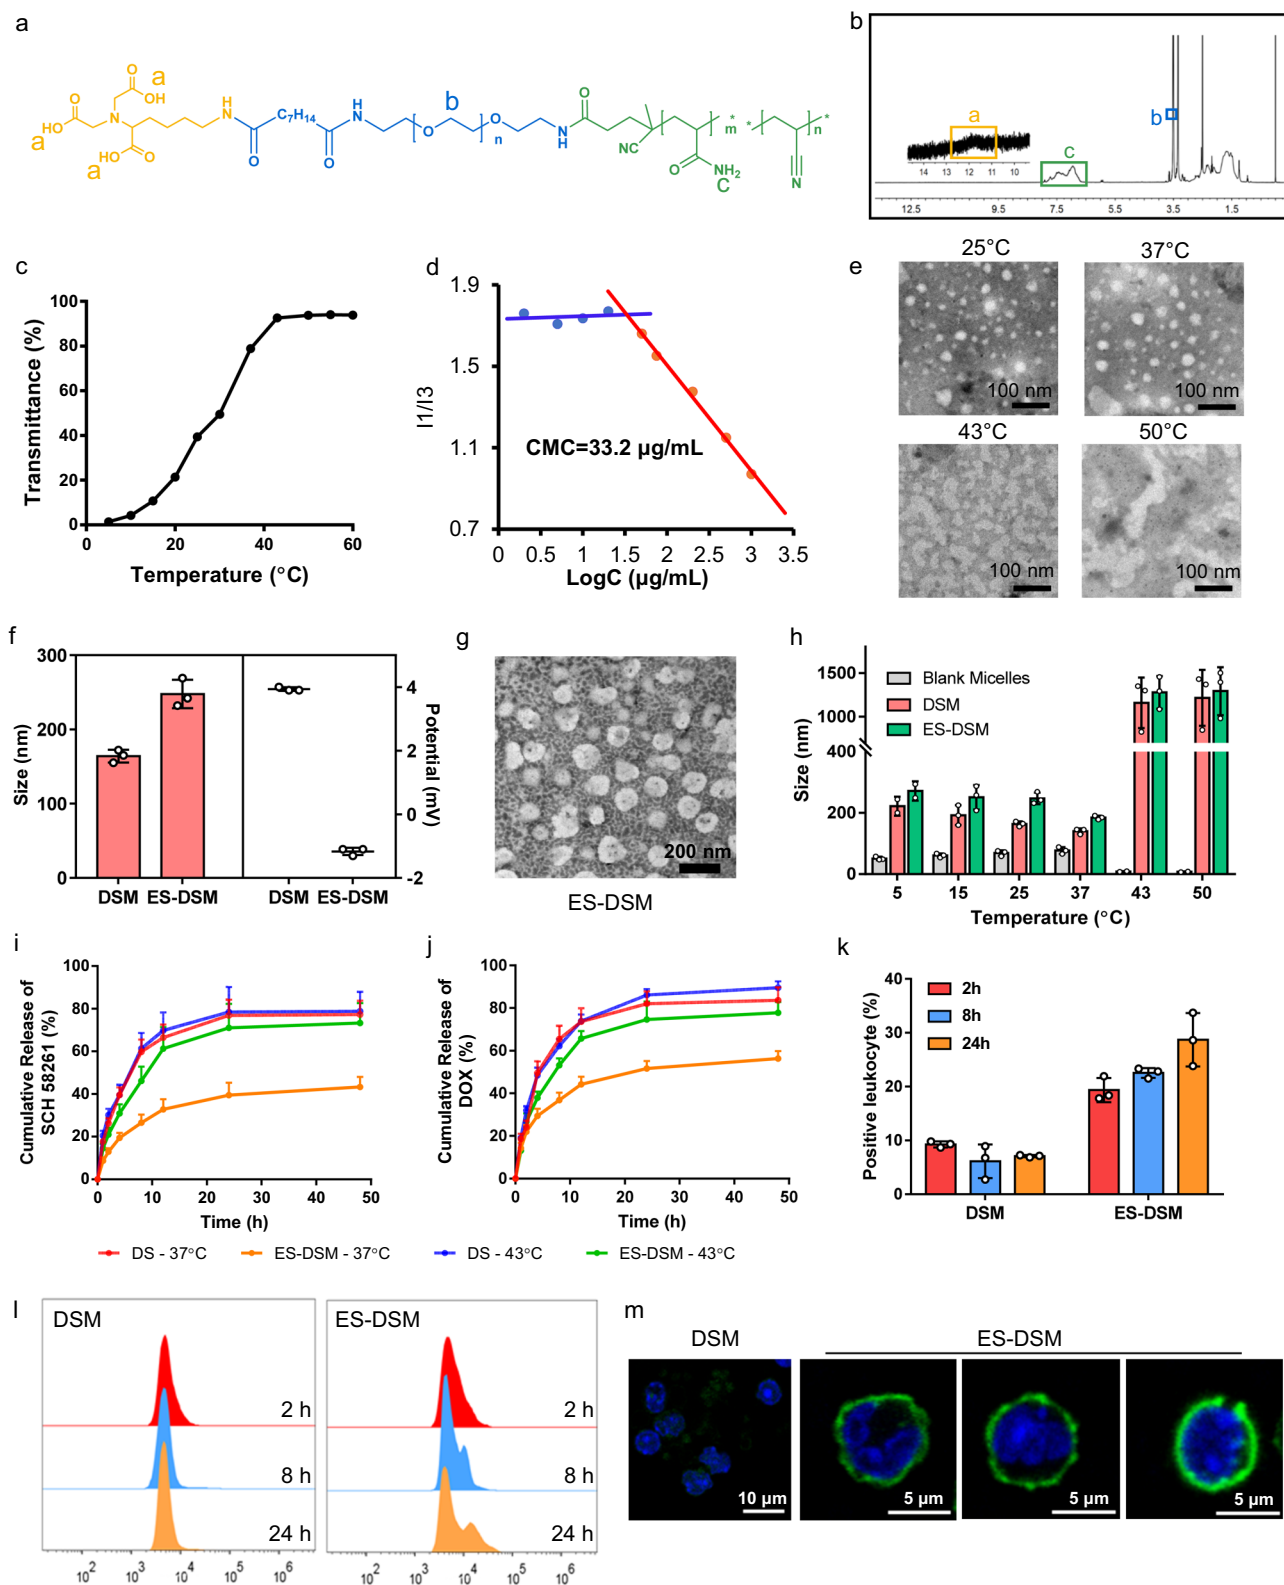 a
O
OH
a
O
HO
N
a
HO
O
a
H
N
O
C7H14
O
H
N
b
O
O
n
N
H
O
NC
m
*
*
n
*
O
NH2
C
N
b
a
14 13 12 11 10
C
b
12.5 9.5 7.5 5.5 3.5 1.5
c
Transmittance (%)
100
80
60
40
20
0
0 20 40 60
Temperature (°C)
d
I1/I3
1.9
1.5
1.1
0.7
CMC=33.2 µg/mL
0 0.5 1 1.5 2 2.5 3 3.5
LogC (µg/mL)
e
25°C 37°C
100 nm 100 nm
43°C 50°C
100 nm 100 nm
f
Size (nm)
300
200
100
0
4
2
0
-2
Potential (mV)
DSM ES-DSM DSM ES-DSM
g
200 nm
ES-DSM
h
Size (nm)
1500
1000
400
200
0
Blank Micelles
DSM
ES-DSM
5 15 25 37 43 50
Temperature (°C)
i
Cumulative Release of
SCH 58261 (%)
100
80
60
40
20
0
0 10 20 30 40 50
Time (h)
j
Cumulative Release of
DOX (%)
100
80
60
40
20
0
0 10 20 30 40 50
Time (h)
DS - 37°C ES-DSM - 37°C DS - 43°C ES-DSM - 43°C
k
Positive leukocyte (%)
40
30
20
10
0
2h
8h
24h
DSM ES-DSM
l
DSM
2 h
8 h
24 h
10^2 10^3 10^4 10^5 10^6
ES-DSM
2 h
8 h
24 h
10^2 10^3 10^4 10^5 10^6
m
DSM ES-DSM
10 µm 5 µm 5 µm 5 µm